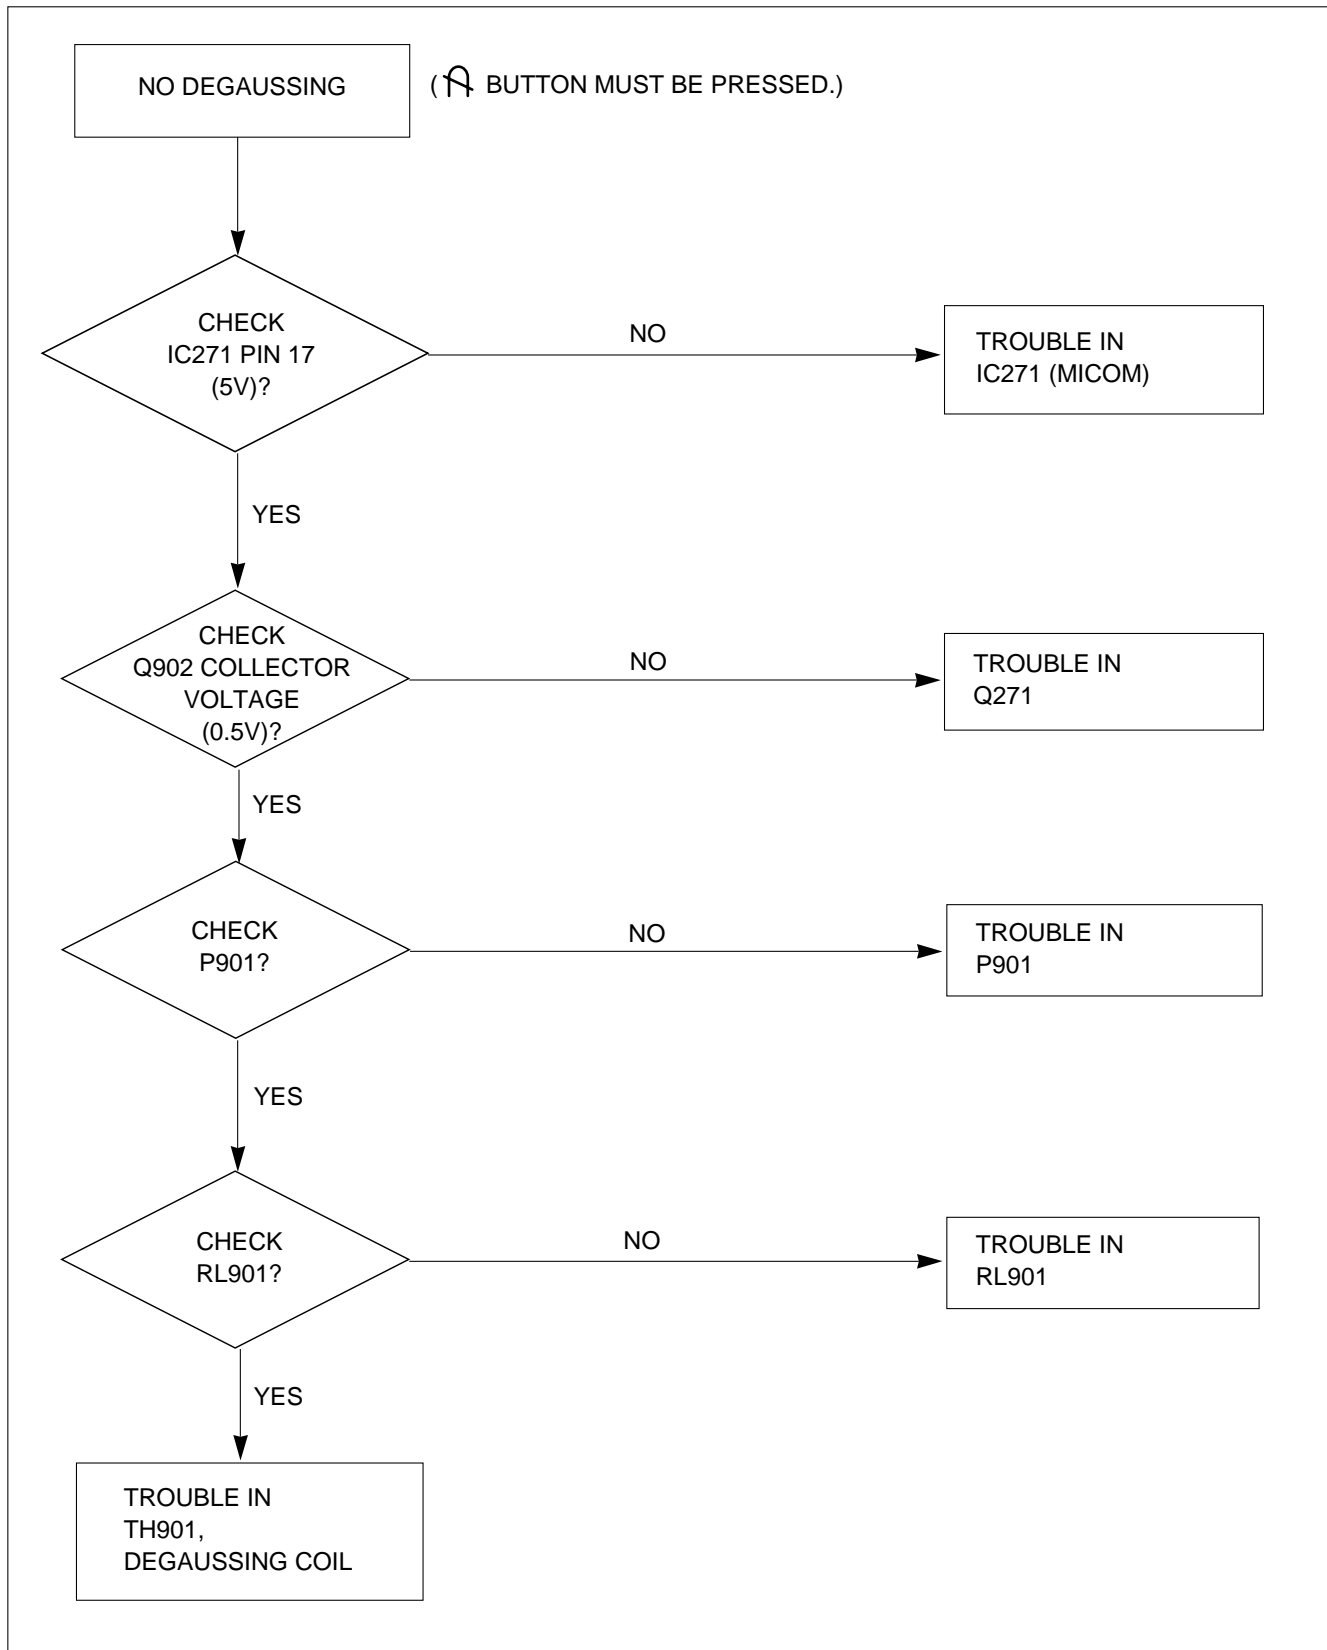 NO DEGAUSSING
( BUTTON MUST BE PRESSED.)
CHECK
IC271 PIN 17
(5V)?
NO
TROUBLE IN
IC271 (MICOM)
YES
CHECK
Q902 COLLECTOR
VOLTAGE
(0.5V)?
NO
TROUBLE IN
Q271
YES
CHECK
P901?
NO
TROUBLE IN
P901
YES
CHECK
RL901?
NO
TROUBLE IN
RL901
YES
TROUBLE IN
TH901,
DEGAUSSING COIL